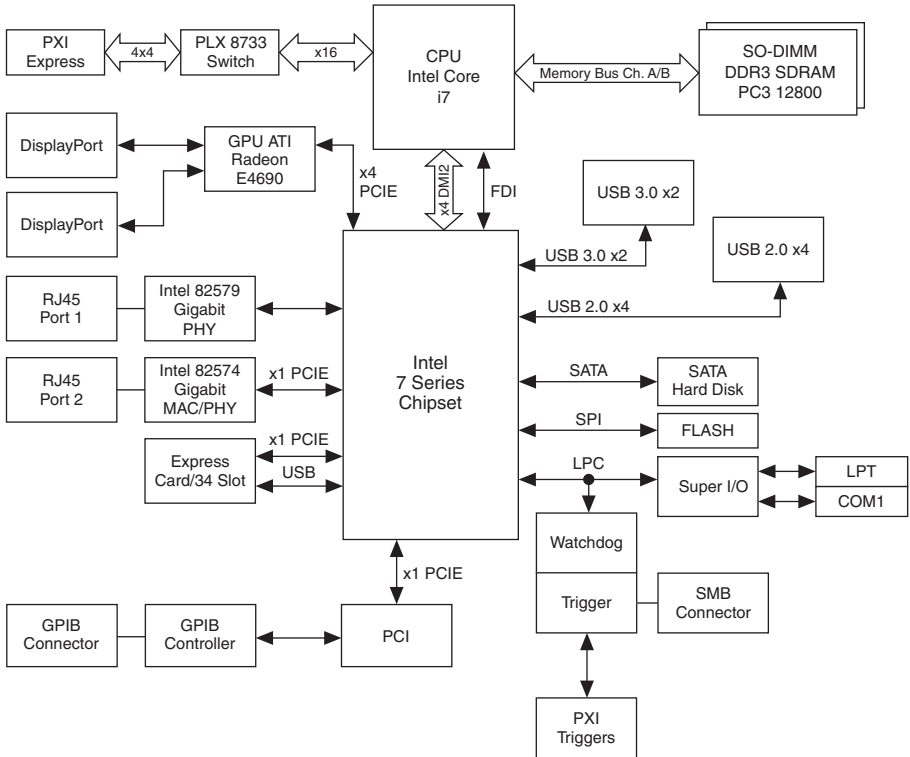 PXI
Express
4x4
PLX 8733
Switch
x16
CPU
Intel Core
i7
Memory Bus Ch. A/B
SO-DIMM
DDR3 SDRAM
PC3 12800
DisplayPort
GPU ATI
Radeon
E4690
x4
PCIE
x4 DMI2
FDI
DisplayPort
USB 3.0 x2
USB 2.0 x4
USB 3.0 x2
USB 2.0 x4
RJ45
Port 1
Intel 82579
Gigabit
PHY
Intel
7 Series
Chipset
RJ45
Port 2
Intel 82574
Gigabit
MAC/PHY
x1 PCIE
SATA
SATA
Hard Disk
SPI
FLASH
Express
Card/34 Slot
x1 PCIE
USB
LPC
Super I/O
LPT
COM1
Watchdog
Trigger
SMB
Connector
x1 PCIE
GPIB
Connector
GPIB
Controller
PCI
PXI
Triggers